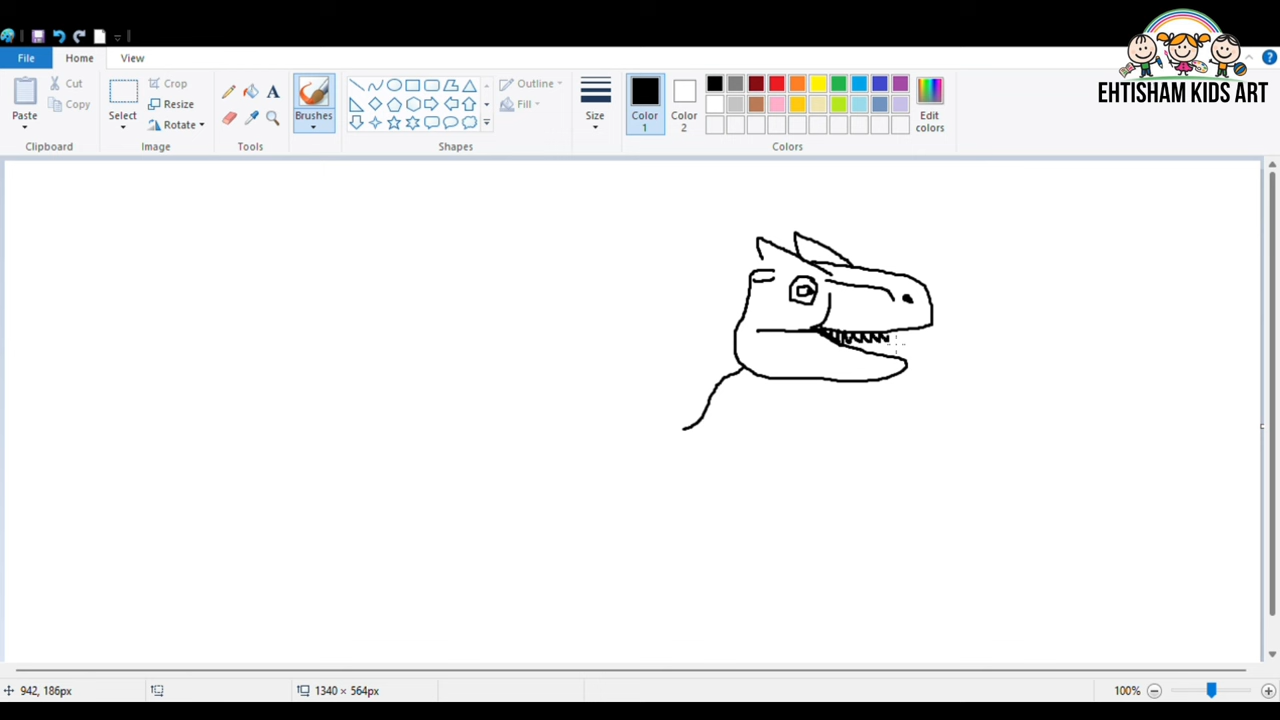 EHTISHAM KIDS ART
File Home View
Paste
Cut
Copy
Clipboard
Select
Crop
Resize
Rotate
Image
A
Tools
Brushes
Shapes
Outline
Fill
Size
Color 1
Color 2
Edit colors
Colors
942, 186px
1340 × 564px
100%